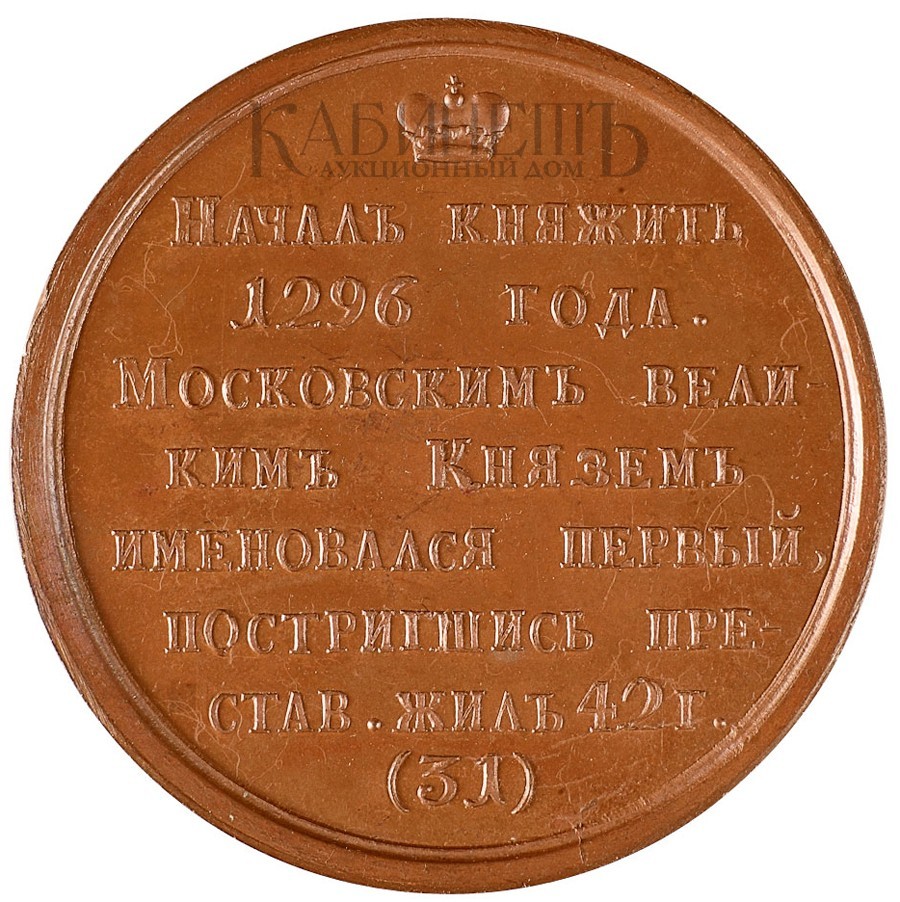 КАБИНЕТЪ
АУКЦИОННЫЙ ДОМ
НАЧАЛЪ КНЯЖИТЬ
1296 ГОДА.
МОСКОВСКИМЪ ВЕЛИ-
КИМЪ КНЯЗЕМЪ
ИМЕНОВАЛСЯ ПЕРВЫЙ,
ПОСТРИГШИСЬ ПРЕ-
СТАВ. ЖИЛЪ 42 Г.
(31)